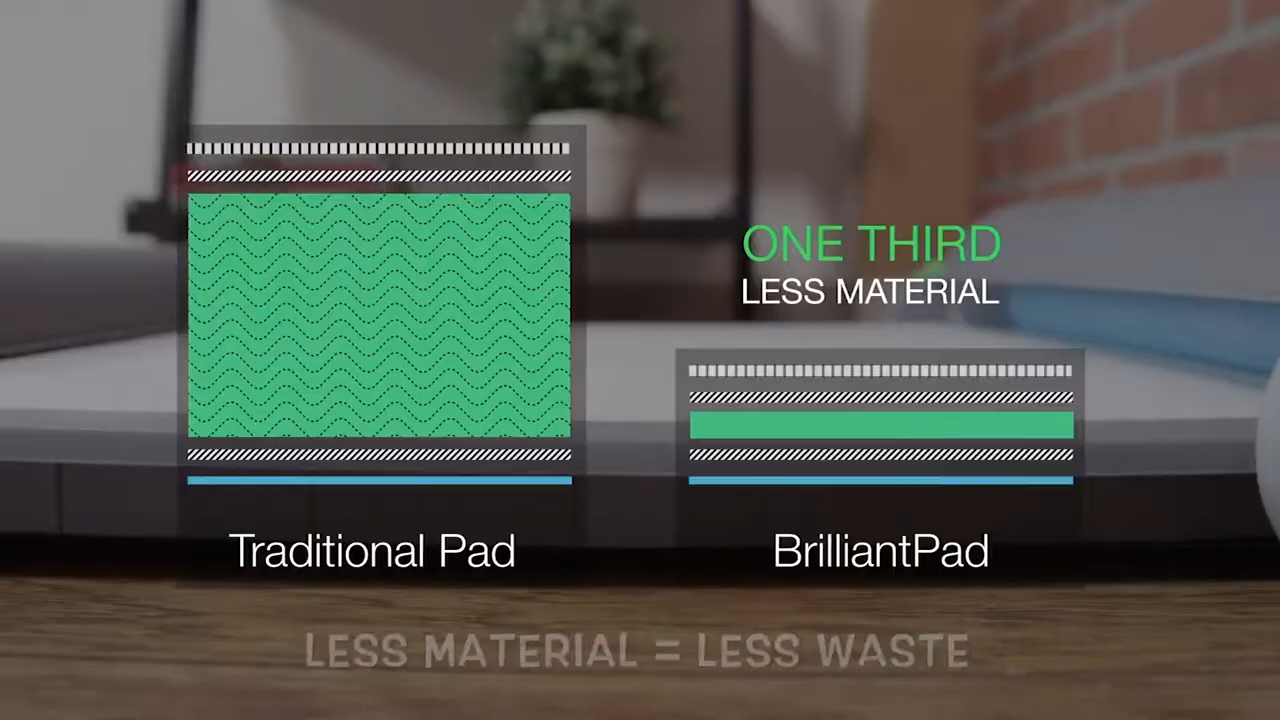 ONE THIRD
LESS MATERIAL
Traditional Pad
BrilliantPad
LESS MATERIAL = LESS WASTE